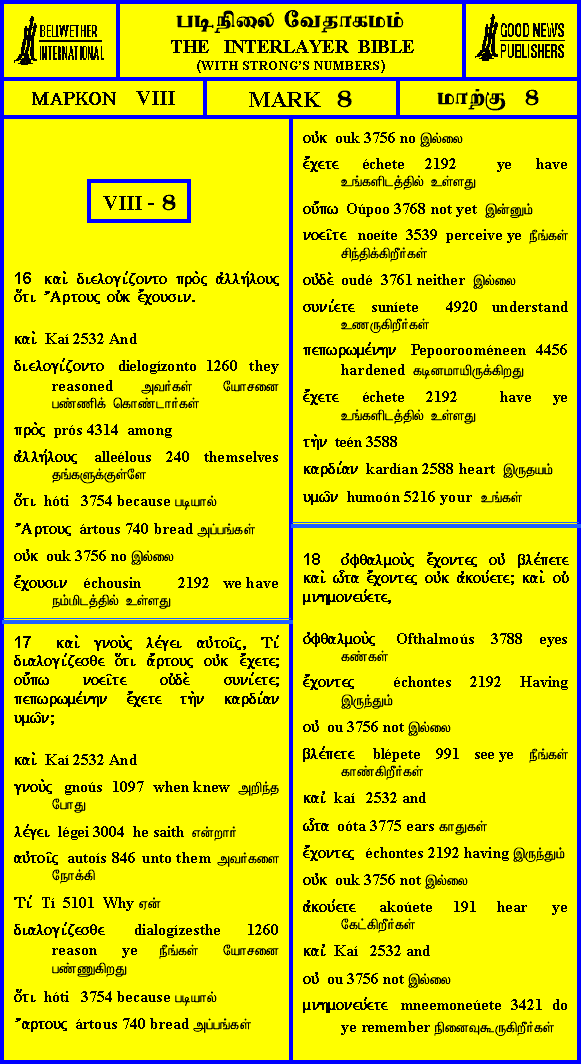 BELIWETHER
INTERNATIONAL
படிநிலை வேதாகமம்
THE INTERLAYER BIBLE
(WITH STRONG'S NUMBERS)
GOOD NEWS
PUBLISHERS
ΜΑΡΚΟΝ VIII
MARK 8
மாற்கு 8
VIII - 8
16 καὶ διελογίζοντο πρὸς ἀλλήλους
ὅτι Ἄρτους οὐκ ἔχουσιν.
καὶ Kaí 2532 And
διελογίζοντο dielogízonto 1260 they
reasoned அவர்கள் யோசனை
பண்ணிக் கொண்டார்கள்
πρὸς prós 4314 among
ἀλλήλους alleélous 240 themselves
தங்களுக்குள்ளே
ὅτι hóti 3754 because படியால்
Ἄρτους ártous 740 bread அப்பங்கள்
οὐκ ouk 3756 no இல்லை
ἔχουσιν échousin 2192 we have
நம்மிடத்தில் உள்ளது
17 καὶ γνοὺς λέγει αὐτοῖς, Τί
διαλογίζεσθε ὅτι ἄρτους οὐκ ἔχετε;
οὔπω νοεῖτε οὐδὲ συνίετε;
πεπωρωμένην ἔχετε τὴν καρδίαν
υμῶν;
καὶ Kaí 2532 And
γνοὺς gnoús 1097 when knew அறிந்த
போது
λέγει légei 3004 he saith என்றார்
αὐτοῖς autoís 846 unto them அவர்களை
நோக்கி
Τί Tí 5101 Why ஏன்
διαλογίζεσθε dialogízesthe 1260
reason ye நீங்கள் யோசனை
பண்ணுகிறது
ὅτι hóti 3754 because படியால்
ἄρτους ártous 740 bread அப்பங்கள்
οὐκ ouk 3756 no இல்லை
ἔχετε échete 2192 ye have
உங்களிடத்தில் உள்ளது
οὔπω Oúpoo 3768 not yet இன்னும்
νοεῖτε noeíte 3539 perceive ye நீங்கள்
சிந்திக்கிறீர்கள்
οὐδὲ oudé 3761 neither இல்லை
συνίετε suníete 4920 understand
உணருகிறீர்கள்
πεπωρωμένην Pepoorooméneen 4456
hardened கடினமாயிருக்கிறது
ἔχετε échete 2192 have ye
உங்களிடத்தில் உள்ளது
τὴν teén 3588
καρδίαν kardían 2588 heart இருதயம்
υμῶν humoón 5216 your உங்கள்
18 ὀφθαλμοὺς ἔχοντες οὐ βλέπετε
καὶ ὦτα ἔχοντες οὐκ ἀκούετε; καὶ οὐ
μνημονεύετε,
ὀφθαλμοὺς Ofthalmoús 3788 eyes
கண்கள்
ἔχοντες échontes 2192 Having
இருந்தும்
οὐ ou 3756 not இல்லை
βλέπετε blépete 991 see ye நீங்கள்
காண்கிறீர்கள்
καὶ kaí 2532 and
ὦτα oóta 3775 ears காதுகள்
ἔχοντες échontes 2192 having இருந்தும்
οὐκ ouk 3756 not இல்லை
ἀκούετε akoúete 191 hear ye
கேட்கிறீர்கள்
καὶ Kaí 2532 and
οὐ ou 3756 not இல்லை
μνημονεύετε mneemoneúete 3421 do
ye remember நினைவுகூருகிறீர்கள்